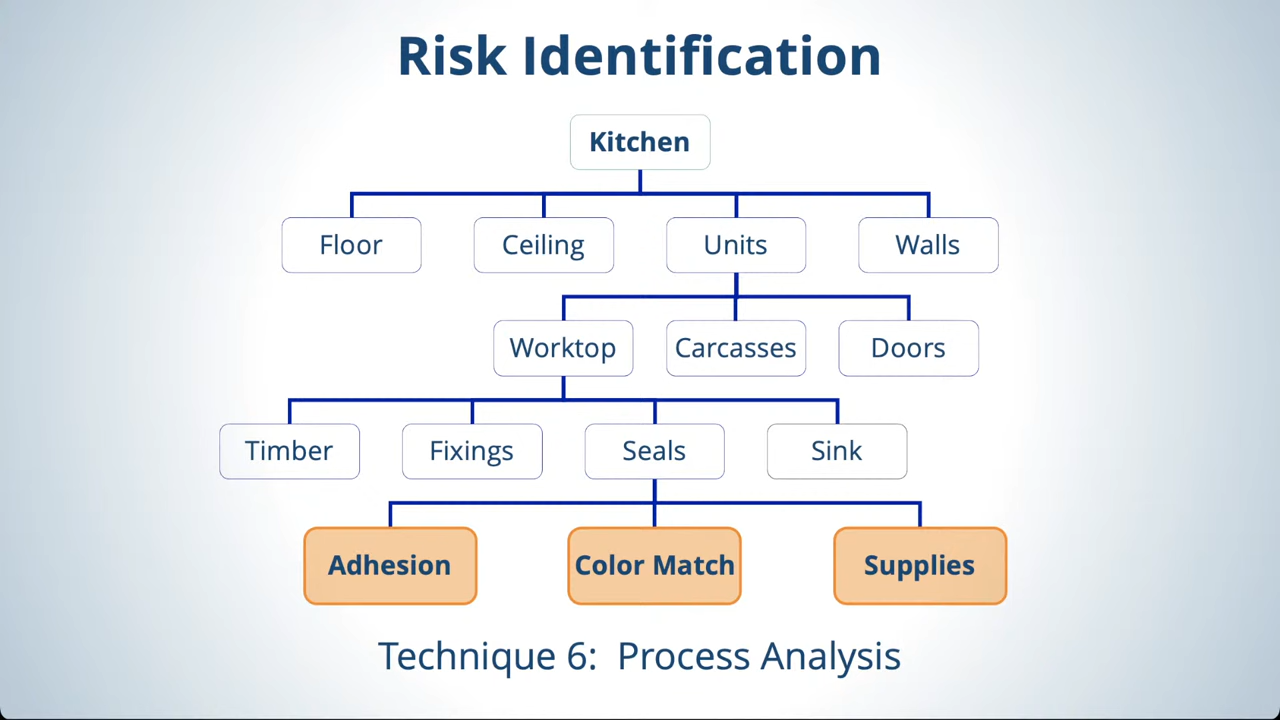 Risk Identification
Kitchen
Floor
Ceiling
Units
Walls
Worktop
Carcasses
Doors
Timber
Fixings
Seals
Sink
Adhesion
Color Match
Supplies
Technique 6: Process Analysis